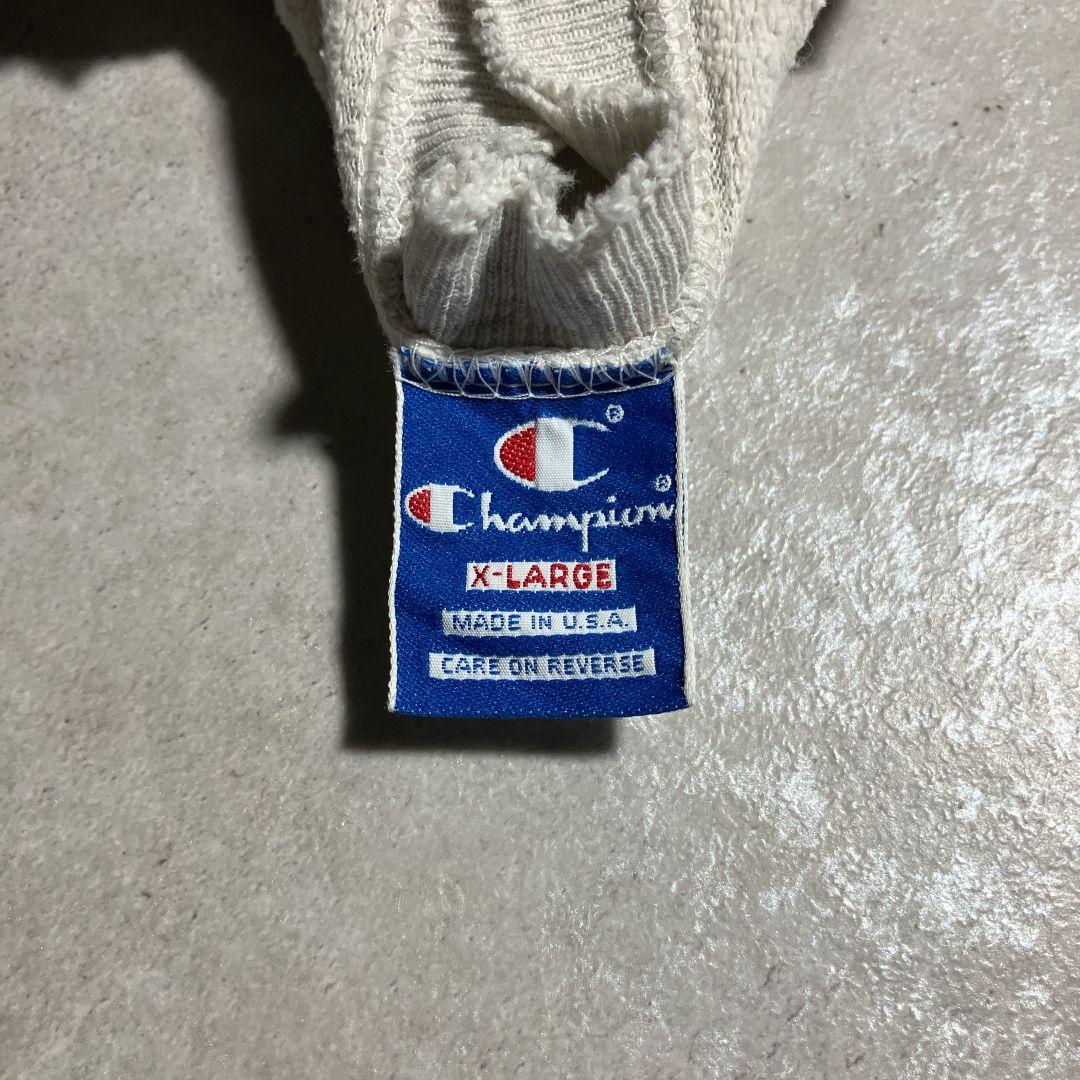 C®
Champion®
X-LARGE
MADE IN U.S.A.
CARE ON REVERSE